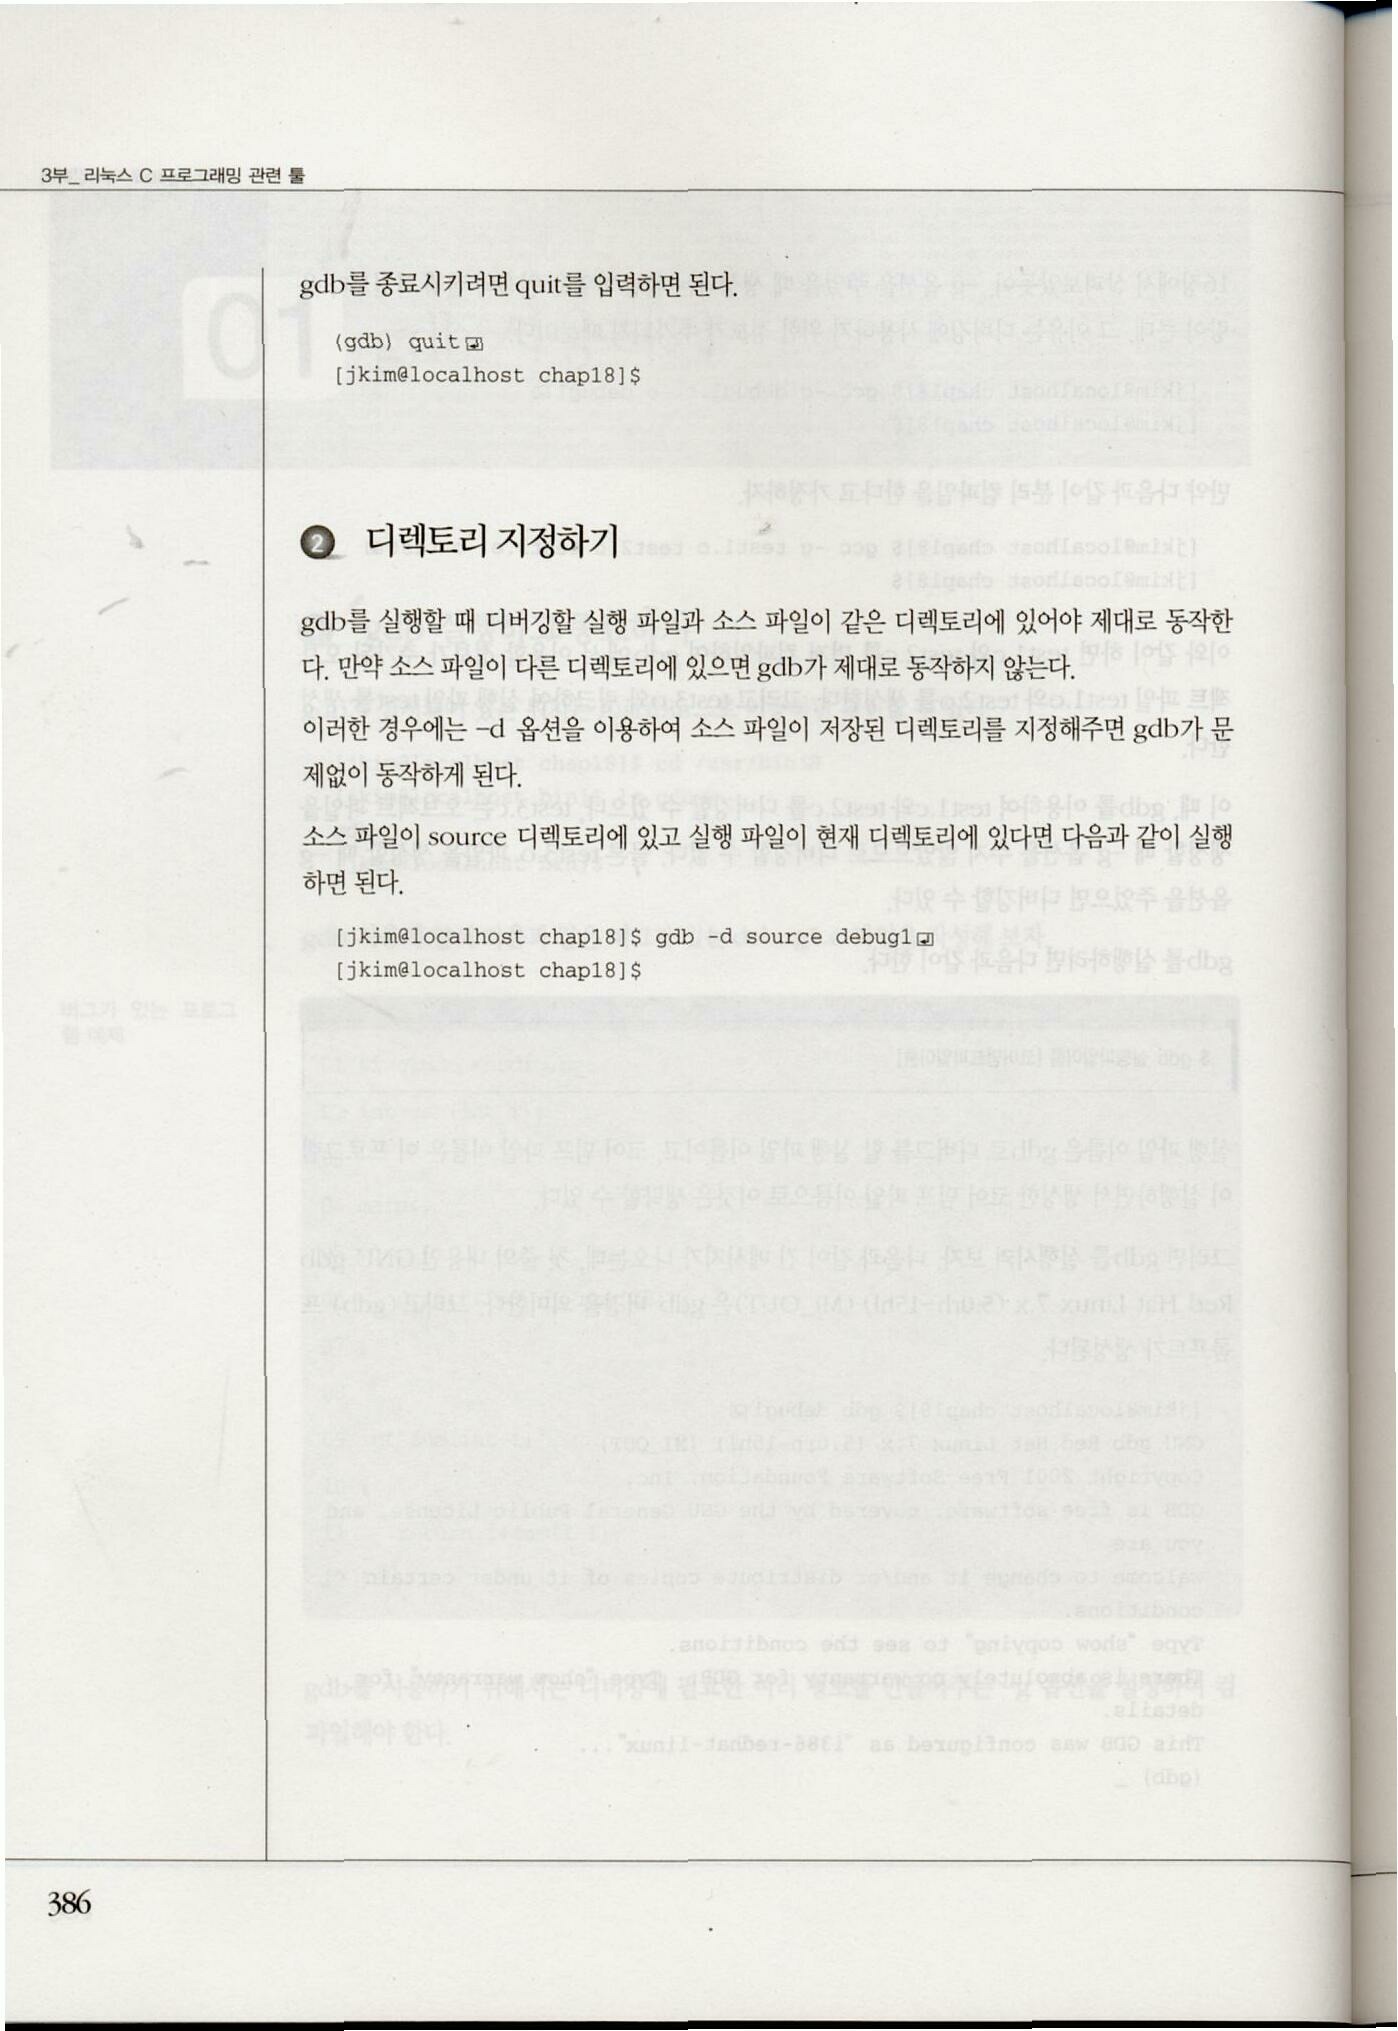 3부_ 리눅스 C 프로그래밍 관련 툴
gdb를 종료시키려면 quit를 입력하면 된다.
(gdb) quit
[jkim@localhost chap18]$
2 디렉토리 지정하기
gdb를 실행할 때 디버깅할 실행 파일과 소스 파일이 같은 디렉토리에 있어야 제대로 동작한
다. 만약 소스 파일이 다른 디렉토리에 있으면 gdb가 제대로 동작하지 않는다.
이러한 경우에는 -d 옵션을 이용하여 소스 파일이 저장된 디렉토리를 지정해주면 gdb가 문
제없이 동작하게 된다.
소스 파일이 source 디렉토리에 있고 실행 파일이 현재 디렉토리에 있다면 다음과 같이 실행
하면 된다.
[jkim@localhost chap18]$ gdb -d source debug1
[jkim@localhost chap18]$
386